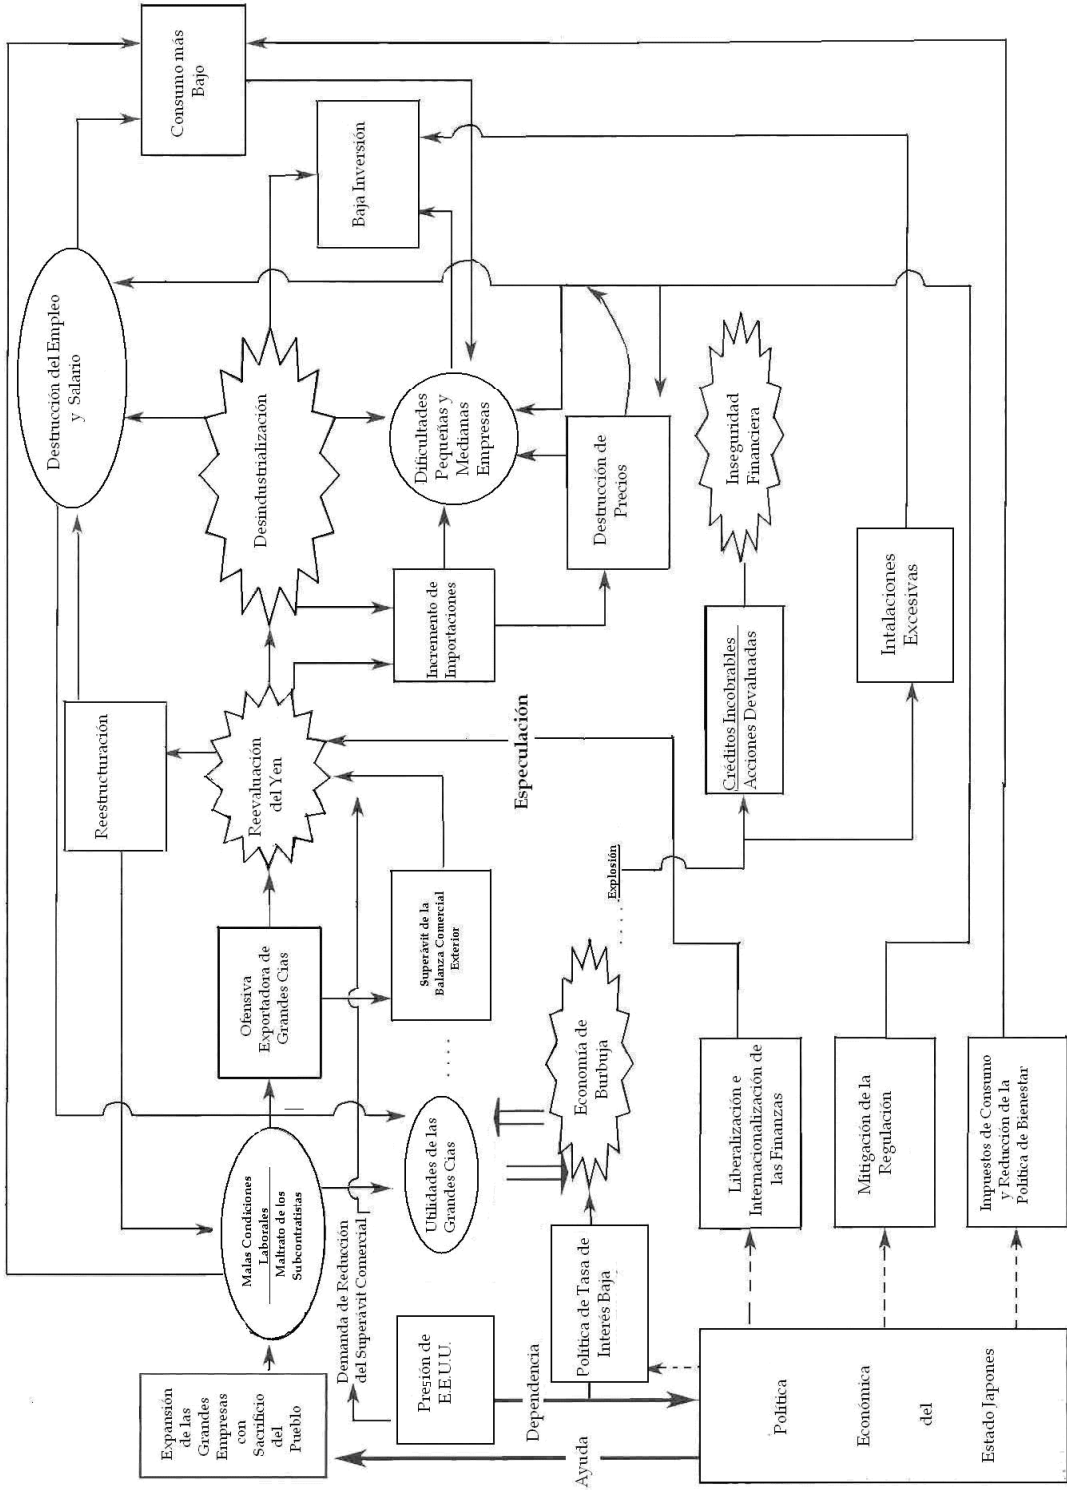 Expansión
de las
Grandes
Empresas
con
Sacrificio
del
Pueblo
Malas Condiciones
Laborales
Maltrato de los
Subcontratistas
Ofensiva
Exportadora de
Grandes Cias
Reestructuración
Reevaluación
del Yen
Desindustrialización
Destrucción del Empleo
y Salario
Consumo más
Bajo
Baja Inversión
Demanda de Reducción
del Superávit Comercial
Presión de
E.E.U.U.
Utilidades de las
Grandes Cias
. . . .
Superávit de la
Balanza Comercial
Exterior
Incremento de
Importaciones
Dificultades
Pequeñas y
Medianas
Empresas
Especulación
Dependencia
Ayuda
Política de Tasa de
Interés Baja
Economía de
Burbuja
. . . . .
Explosión
Destrucción de
Precios
Créditos Incobrables
Acciones Devaluadas
Inseguridad
Financiera
Intalaciones
Excesivas
Política
Económica
del
Estado Japones
Liberalización e
Internacionalización de
las Finanzas
Mitigación de la
Regulación
Impuestos de Consumo
y Reducción de la
Política de Bienestar